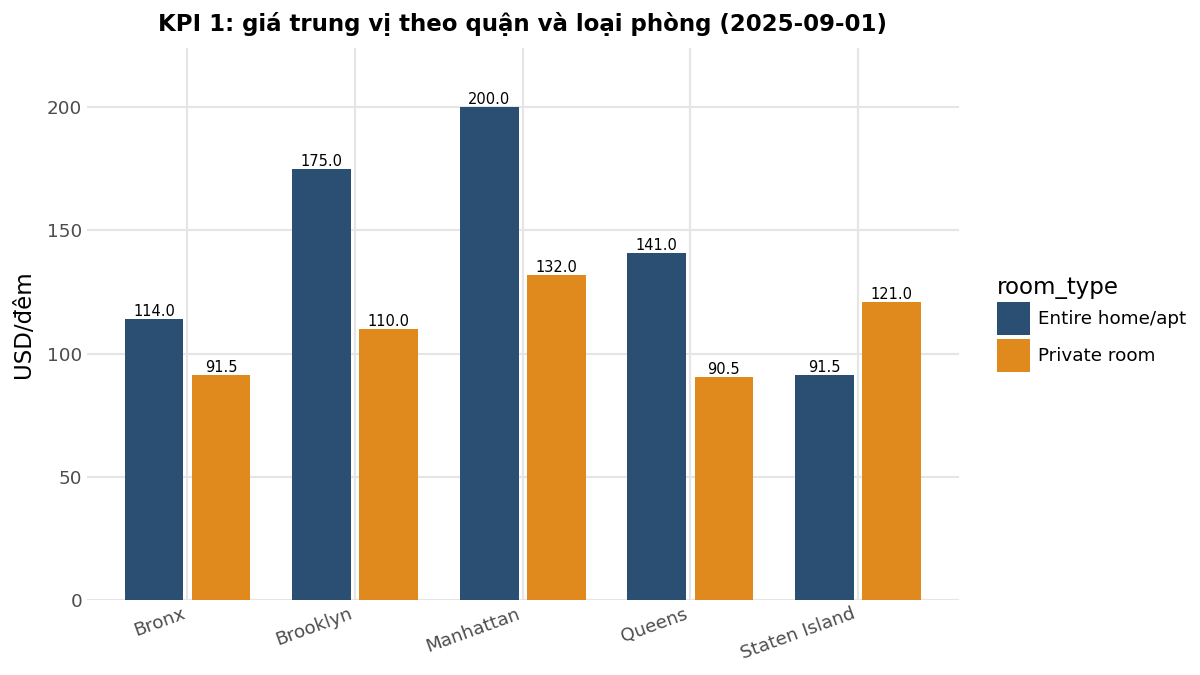 KPI 1: giá trung vị theo quận và loại phòng (2025-09-01)
USD/đêm
200
150
100
50
0
114.0
91.5
175.0
110.0
200.0
132.0
141.0
90.5
91.5
121.0
Bronx
Brooklyn
Manhattan
Queens
Staten Island
room_type
Entire home/apt
Private room